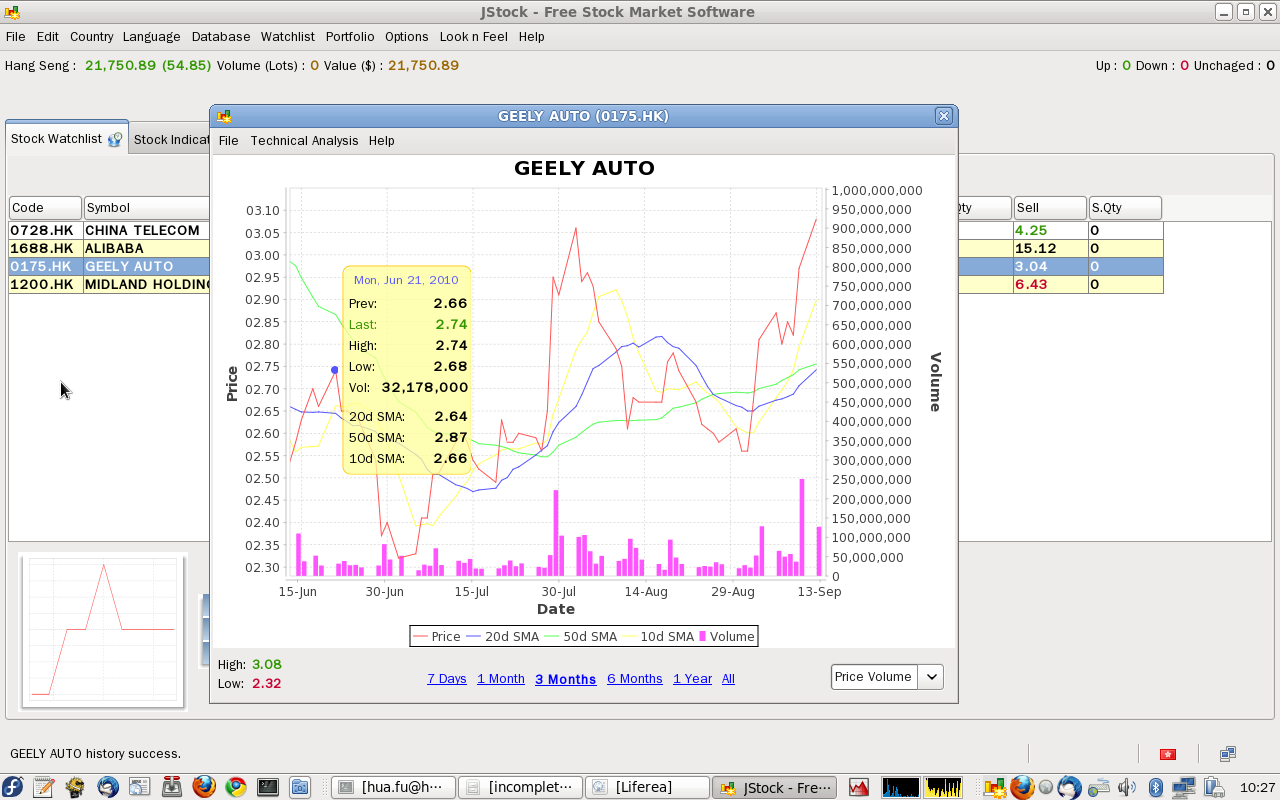 JStock - Free Stock Market Software
File Edit Country Language Database Watchlist Portfolio Options Look n Feel Help
Hang Seng : 21,750.89 (54.85) Volume (Lots) : 0 Value ($) : 21,750.89 Up : 0 Down : 0 Unchaged : 0
GEELY AUTO (0175.HK)
Stock Watchlist Stock Indicat
File Technical Analysis Help
GEELY AUTO
Code Symbol Qty Sell S.Qty
0728.HK CHINA TELECOM 4.25 0
1688.HK ALIBABA 15.12 0
0175.HK GEELY AUTO 3.04 0
1200.HK MIDLAND HOLDING 6.43 0
Price
03.10
03.05
03.00
02.95
02.90
02.85
02.80
02.75
02.70
02.65
02.60
02.55
02.50
02.45
02.40
02.35
02.30
Mon, Jun 21, 2010
Prev: 2.66
Last: 2.74
High: 2.74
Low: 2.68
Vol: 32,178,000
20d SMA: 2.64
50d SMA: 2.87
10d SMA: 2.66
1,000,000,000
950,000,000
900,000,000
850,000,000
800,000,000
750,000,000
700,000,000
650,000,000
600,000,000
550,000,000
500,000,000
450,000,000
400,000,000
350,000,000
300,000,000
250,000,000
200,000,000
150,000,000
100,000,000
50,000,000
0
Volume
15-Jun 30-Jun 15-Jul 30-Jul 14-Aug 29-Aug 13-Sep
Date
Price 20d SMA 50d SMA 10d SMA Volume
High: 3.08
Low: 2.32
7 Days 1 Month 3 Months 6 Months 1 Year All
Price Volume
GEELY AUTO history success.
[hua.fu@h··· [incomplet··· [Liferea] JStock - Fre··· 10:27